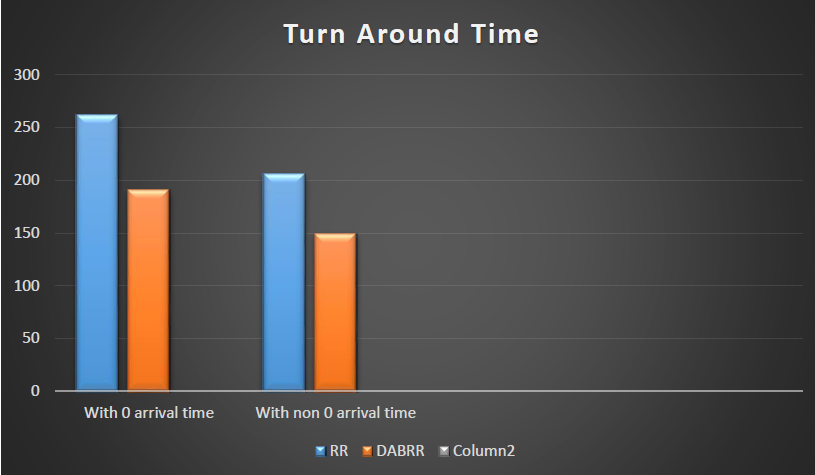 Turn Around Time
300
250
200
150
100
50
0
With 0 arrival time With non 0 arrival time
RR DABRR Column2